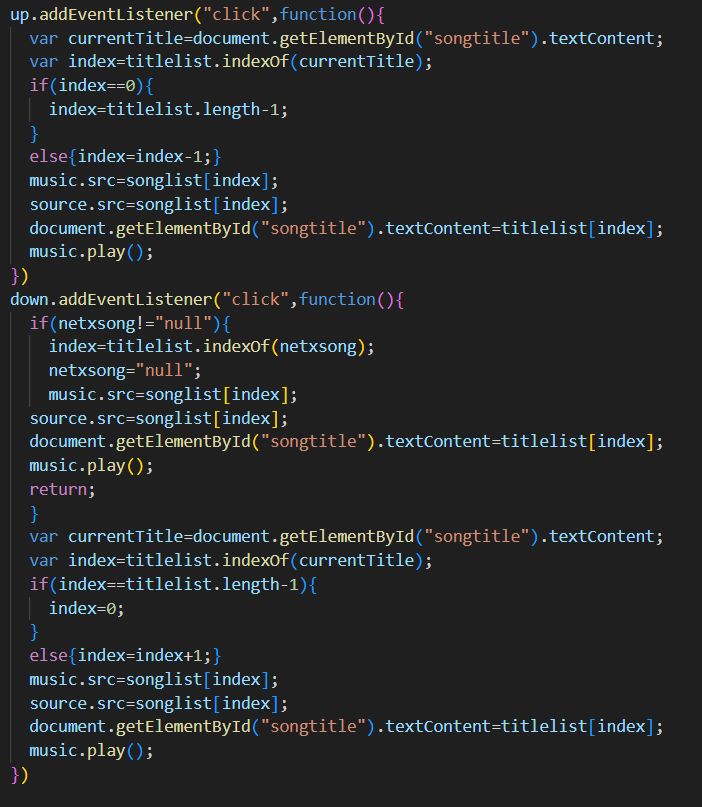 up.addEventListener("click",function(){
  var currentTitle=document.getElementById("songtitle").textContent;
  var index=titlelist.indexOf(currentTitle);
  if(index==0){
    index=titlelist.length-1;
  }
  else{index=index-1;}
  music.src=songlist[index];
  source.src=songlist[index];
  document.getElementById("songtitle").textContent=titlelist[index];
  music.play();
})
down.addEventListener("click",function(){
  if(netxsong!="null"){
    index=titlelist.indexOf(netxsong);
    netxsong="null";
    music.src=songlist[index];
  source.src=songlist[index];
  document.getElementById("songtitle").textContent=titlelist[index];
  music.play();
  return;
  }
  var currentTitle=document.getElementById("songtitle").textContent;
  var index=titlelist.indexOf(currentTitle);
  if(index==titlelist.length-1){
    index=0;
  }
  else{index=index+1;}
  music.src=songlist[index];
  source.src=songlist[index];
  document.getElementById("songtitle").textContent=titlelist[index];
  music.play();
})